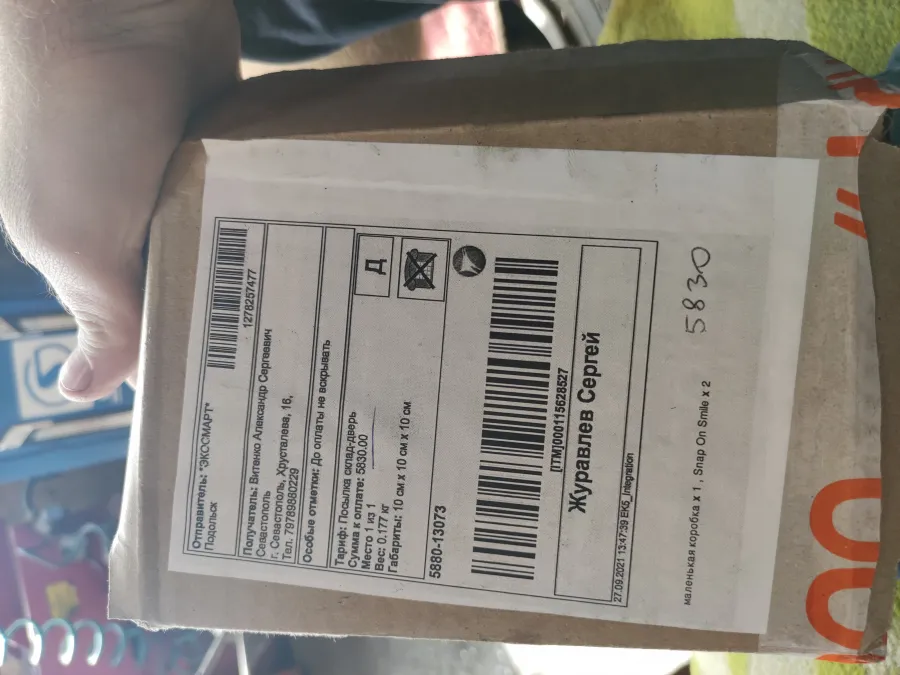 Отправитель: "ЭКОСМАРТ"
Подольск
1278257477
Получатель: Витенко Александр Сергеевич
Севастополь
г. Севастополь, Хрусталева, 16,
Тел. 79789880229
Особые отметки: До оплаты не вскрывать
Тариф: Посылка склад-дверь
Сумма к оплате: 5830.00
Место 1 из 1
Вес: 0.177 кг
Габариты: 10 см x 10 см x 10 см
Д
5880-13073
[ITM]000115628527
Журавлев Сергей
27.09.2021 13:47:39 EK5_Integration
5830
маленькая коробка x 1, Snap On Smile x 2